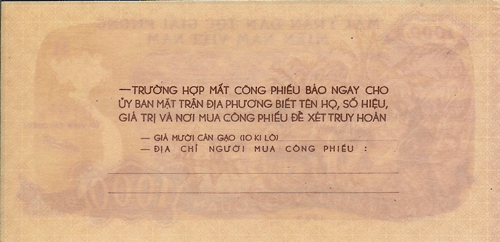 — TRƯỜNG HỢP MẤT CÔNG PHIẾU BÁO NGAY CHO
ỦY BAN MẶT TRẬN ĐỊA PHƯƠNG BIẾT TÊN HỌ, SỐ HIỆU,
GIÁ TRỊ VÀ NƠI MUA CÔNG PHIẾU ĐỂ XÉT TRUY HOÀN
— GIÁ MƯỜI CÂN GẠO (10 KI LÔ)
— ĐỊA CHỈ NGƯỜI MUA CÔNG PHIẾU :